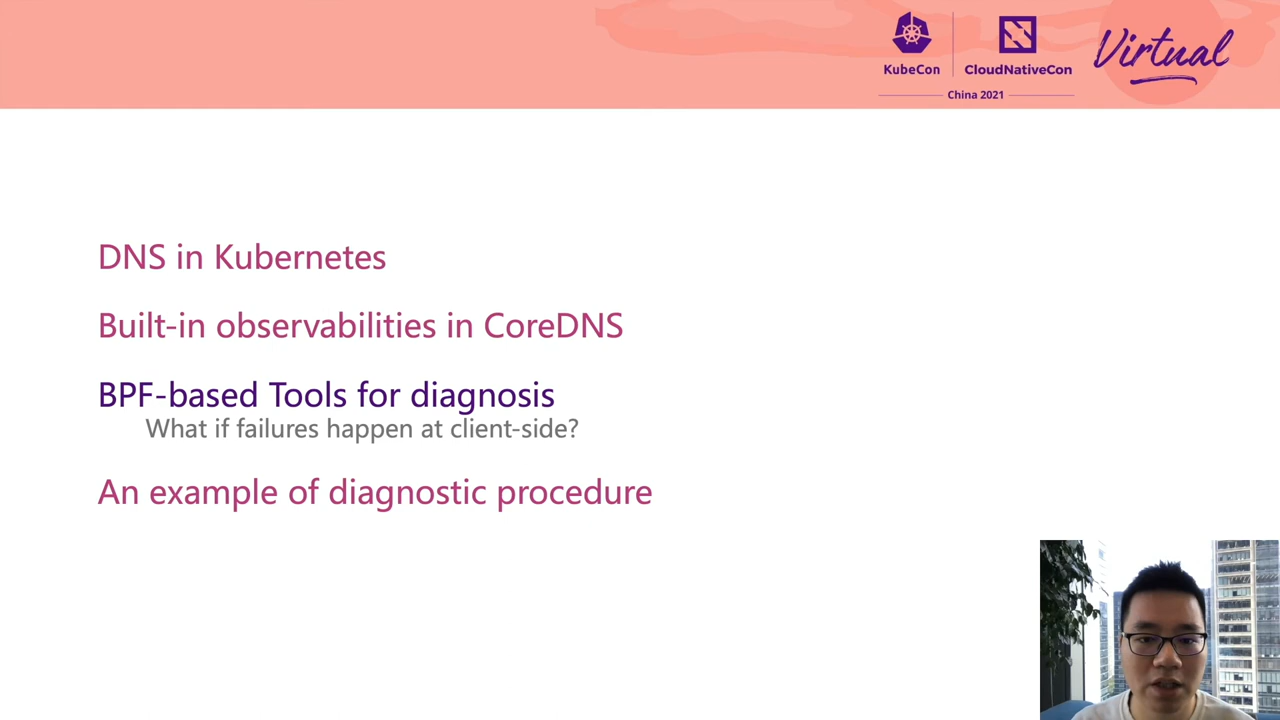 KubeCon
CloudNativeCon
Virtual
China 2021
DNS in Kubernetes
Built-in observabilities in CoreDNS
BPF-based Tools for diagnosis
What if failures happen at client-side?
An example of diagnostic procedure